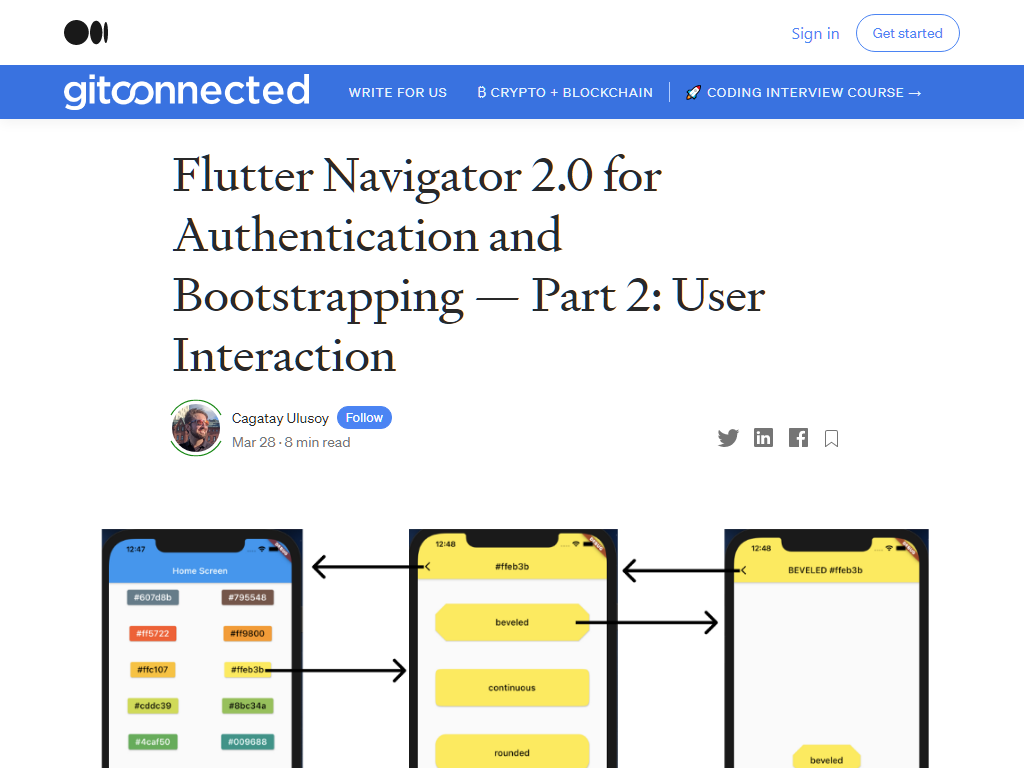 Sign in
Get started
gitconnected
WRITE FOR US
₿ CRYPTO + BLOCKCHAIN
🚀 CODING INTERVIEW COURSE →
Flutter Navigator 2.0 for
Authentication and
Bootstrapping — Part 2: User
Interaction
Cagatay Ulusoy
Follow
Mar 28 · 8 min read
12:47
Home Screen
#607d8b
#795548
#ff5722
#ff9800
#ffc107
#ffeb3b
#cddc39
#8bc34a
#4caf50
#009688
12:48
#ffeb3b
beveled
continuous
rounded
12:48
BEVELED #ffeb3b
beveled